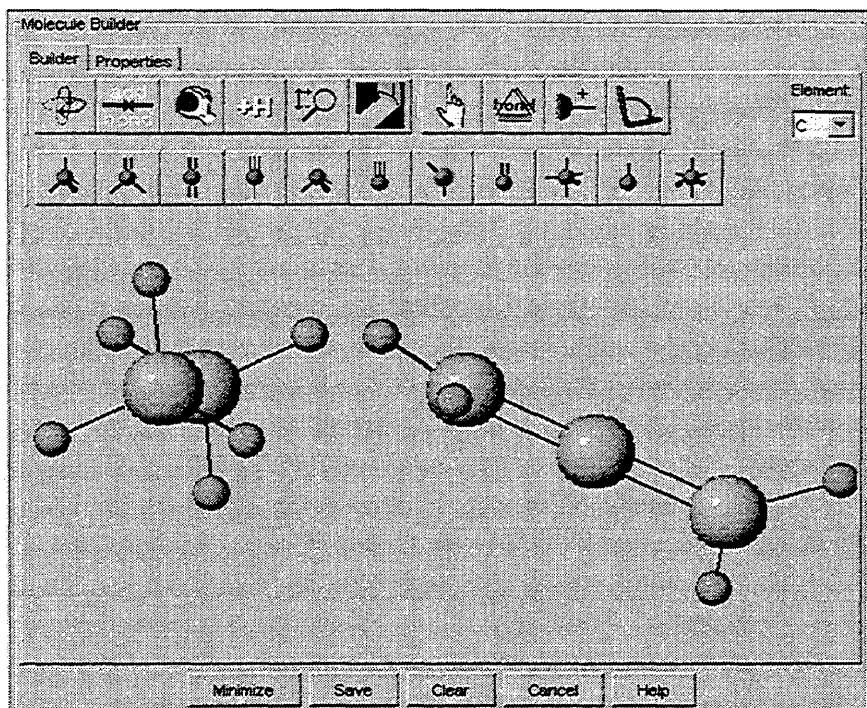 Molecule Builder
Builder Properties
+H
Element:
C
Minimize Save Clear Cancel Help